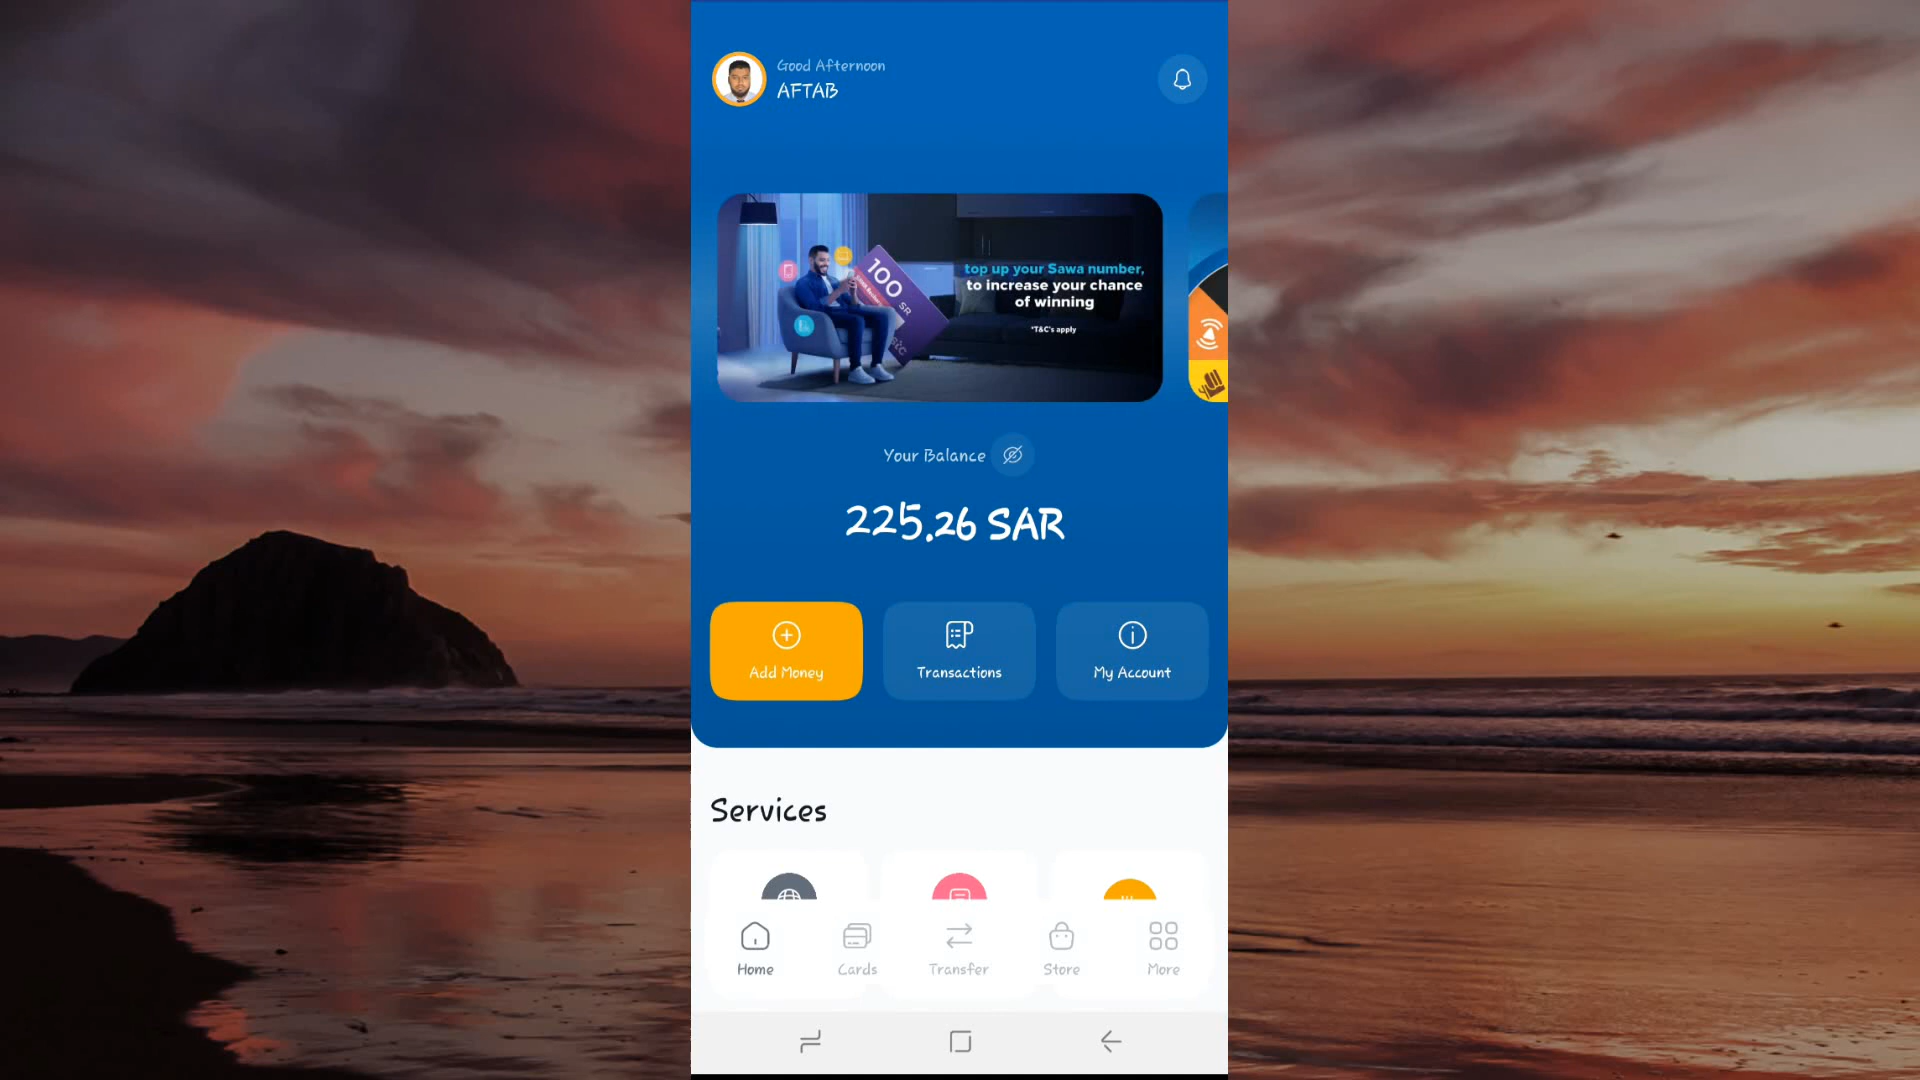 Good Afternoon
AFTAB
100
SR
stc
top up your Sawa number,
to increase your chance
of winning
*T&C's apply
Your Balance
225.26 SAR
Add Money
Transactions
My Account
Services
Home
Cards
Transfer
Store
More